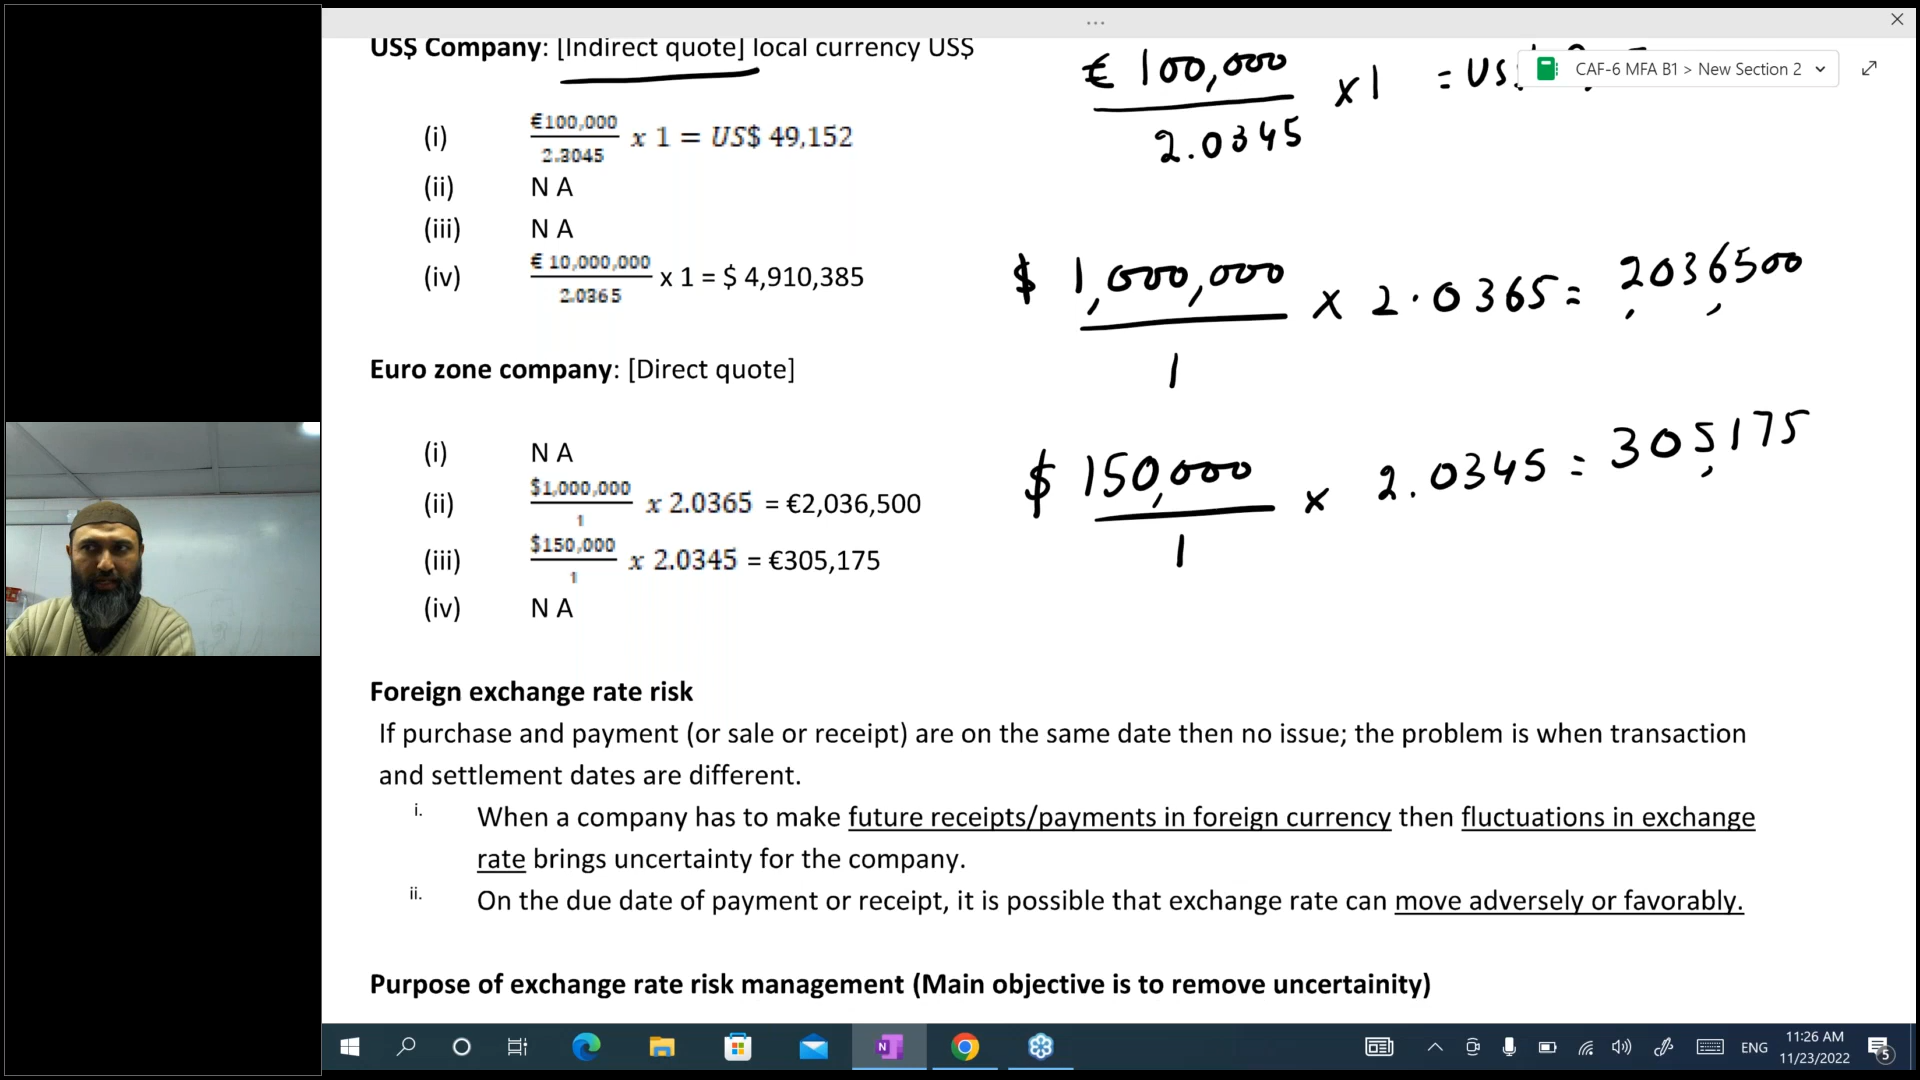 US$ Company: [Indirect quote] local currency US$
(i) €100,000 / 2.3045 x 1 = US$ 49,152
(ii) N A
(iii) N A
(iv) € 10,000,000 / 2.0365 x 1 = $ 4,910,385
Euro zone company: [Direct quote]
(i) N A
(ii) $1,000,000 / 1 x 2.0365 = €2,036,500
(iii) $150,000 / 1 x 2.0345 = €305,175
(iv) N A
€ 100,000 / 2.0345 x 1 = US
$ 1,000,000 / 1 x 2.0365 = 2036500
$ 150,000 / 1 x 2.0345 = 305,175
CAF-6 MFA B1 > New Section 2
Foreign exchange rate risk
If purchase and payment (or sale or receipt) are on the same date then no issue; the problem is when transaction
and settlement dates are different.
i. When a company has to make future receipts/payments in foreign currency then fluctuations in exchange
rate brings uncertainty for the company.
ii. On the due date of payment or receipt, it is possible that exchange rate can move adversely or favorably.
Purpose of exchange rate risk management (Main objective is to remove uncertainity)
N
ENG
11:26 AM
11/23/2022
5